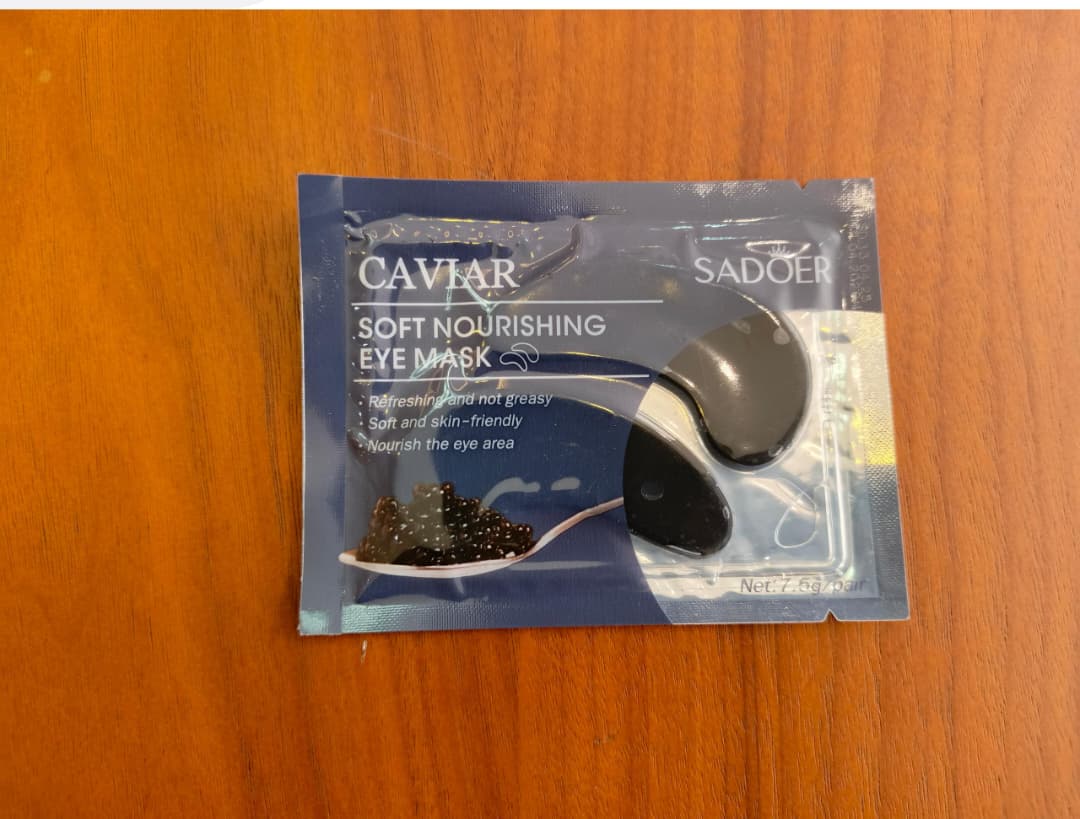 CAVIAR
SADOER
SOFT NOURISHING
EYE MASK
· Refreshing and not greasy
· Soft and skin-friendly
· Nourish the eye area
Net:7.5g/pair